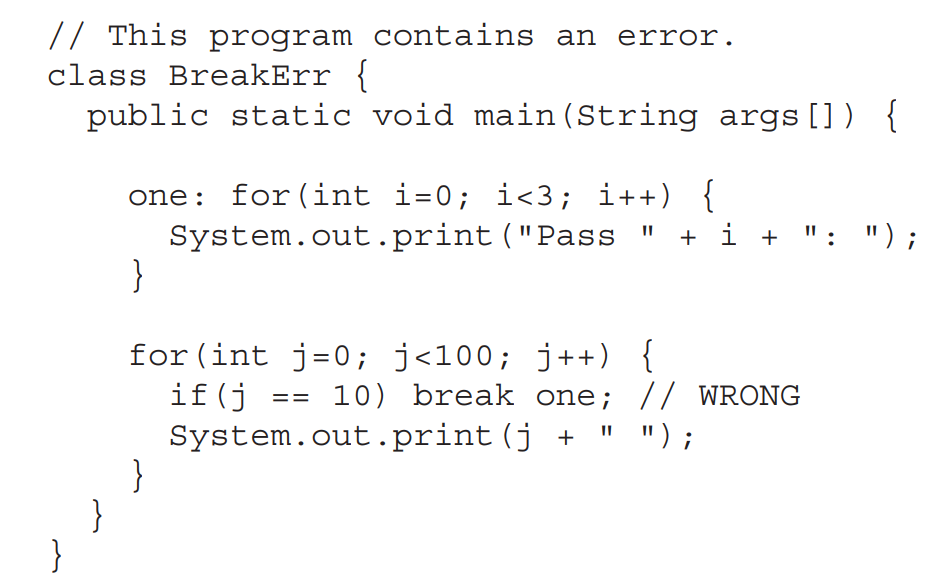 // This program contains an error.
class BreakErr {
  public static void main(String args[]) {

    one: for(int i=0; i<3; i++) {
      System.out.print("Pass " + i + ": ");
    }

    for(int j=0; j<100; j++) {
      if(j == 10) break one; // WRONG
      System.out.print(j + " ");
    }
  }
}